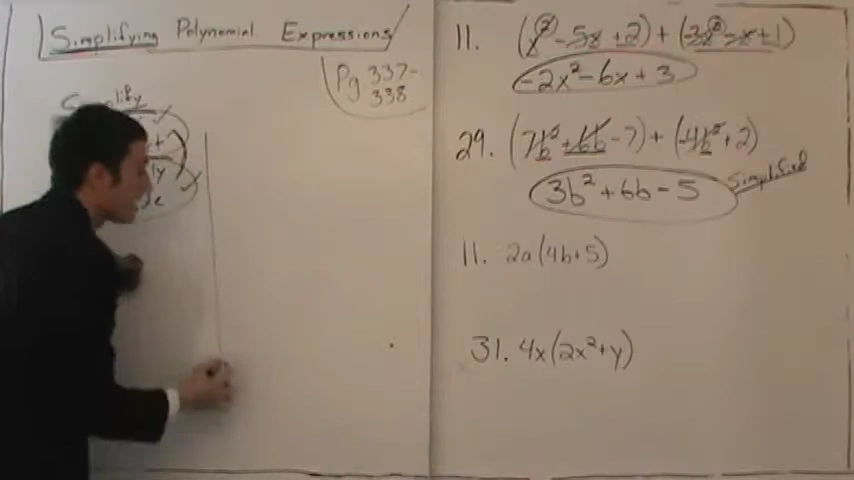 Simplifying Polynomial Expressions
Pg 337-
338
Simplify
11. (x² - 5x + 2) + (-3x² - x + 1)
-2x² - 6x + 3
29. (7b² + 6b - 7) + (-4b² + 2)
3b² + 6b - 5
Simplified
11. 2a(4b+5)
31. 4x(2x²+y)